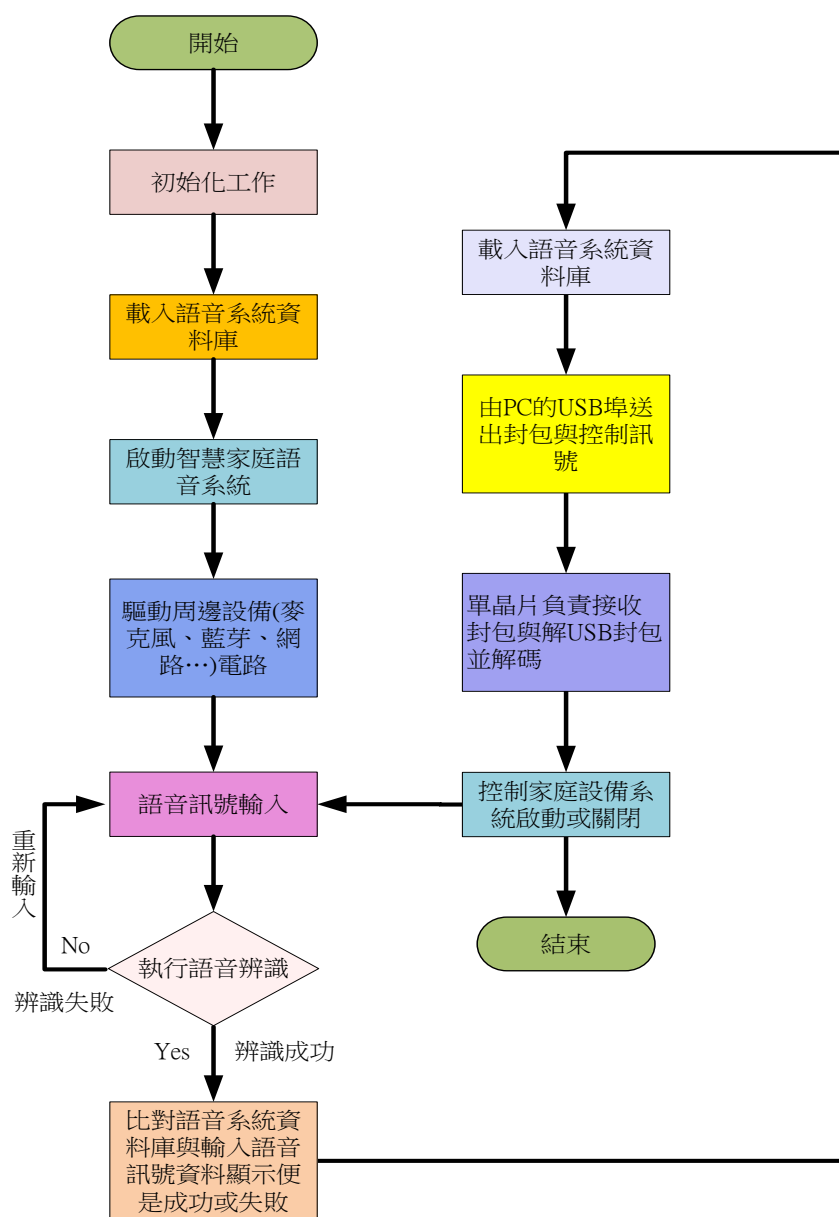 開始
初始化工作
載入語音系統資
料庫
啟動智慧家庭語
音系統
驅動周邊設備(麥
克風、藍芽、網
路…)電路
語音訊號輸入
重新輸入
No
執行語音辨識
辨識失敗
Yes
辨識成功
比對語音系統資
料庫與輸入語音
訊號資料顯示便
是成功或失敗
載入語音系統資
料庫
由PC的USB埠送
出封包與控制訊
號
單晶片負責接收
封包與解USB封包
並解碼
控制家庭設備系
統啟動或關閉
結束